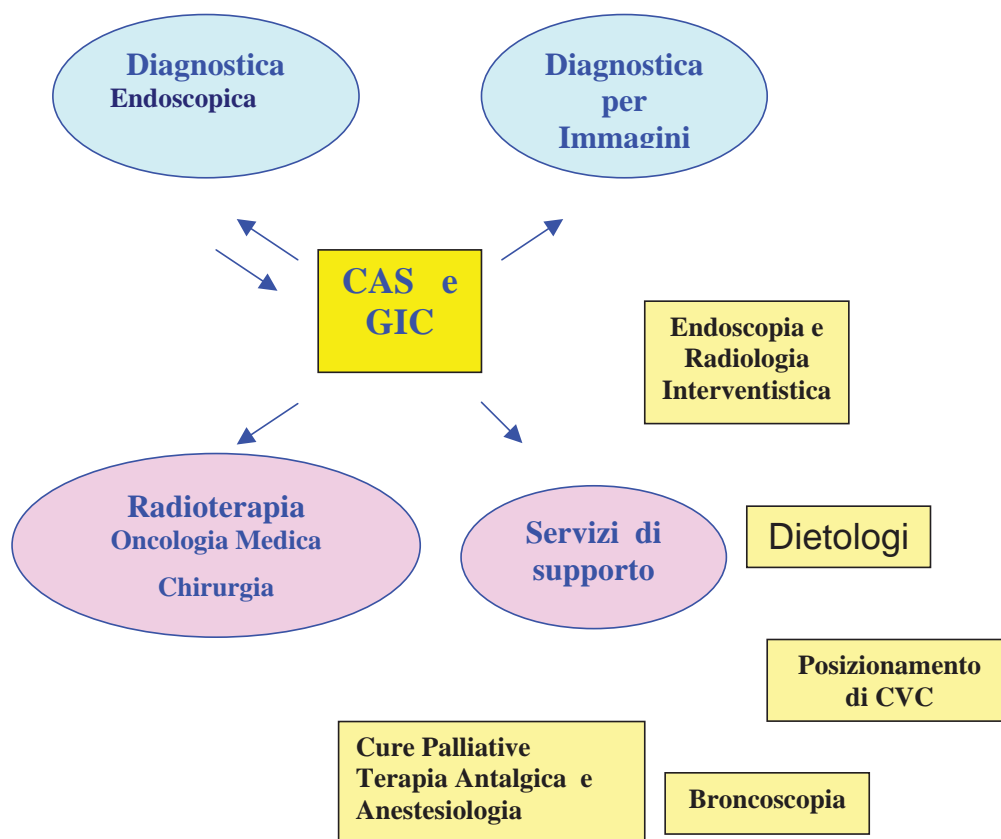 Diagnostica
Endoscopica
Diagnostica
per
Immagini
CAS e
GIC
Endoscopia e
Radiologia
Interventistica
Radioterapia
Oncologia Medica
Chirurgia
Servizi di
supporto
Dietologi
Posizionamento
di CVC
Cure Palliative
Terapia Antalgica e
Anestesiologia
Broncoscopia